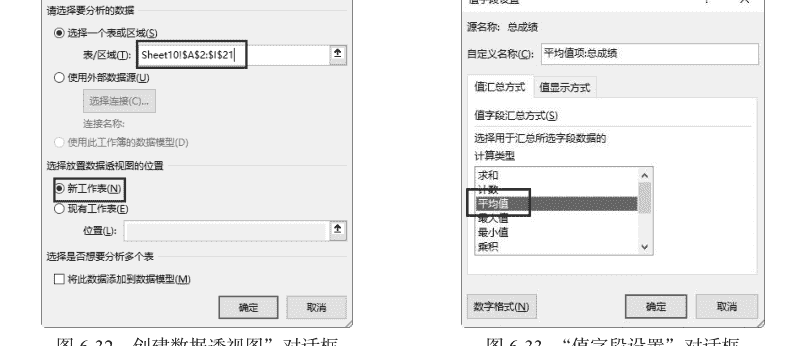 请选择要分析的数据
选择一个表或区域(S)
表/区域(T): Sheet10!$A$2:$I$21
使用外部数据源(U)
选择连接(C)...
连接名称:
使用此工作簿的数据模型(D)
选择放置数据透视图的位置
新工作表(N)
现有工作表(E)
位置(L):
选择是否想要分析多个表
将此数据添加到数据模型(M)
确定 取消
图 6-32 创建数据透视图”对话框
值字段设置 ? ×
源名称: 总成绩
自定义名称(C): 平均值项:总成绩
值汇总方式 值显示方式
值字段汇总方式(S)
选择用于汇总所选字段数据的
计算类型
求和
计数
平均值
最大值
最小值
乘积
数字格式(N) 确定 取消
图 6-33 “值字段设置”对话框